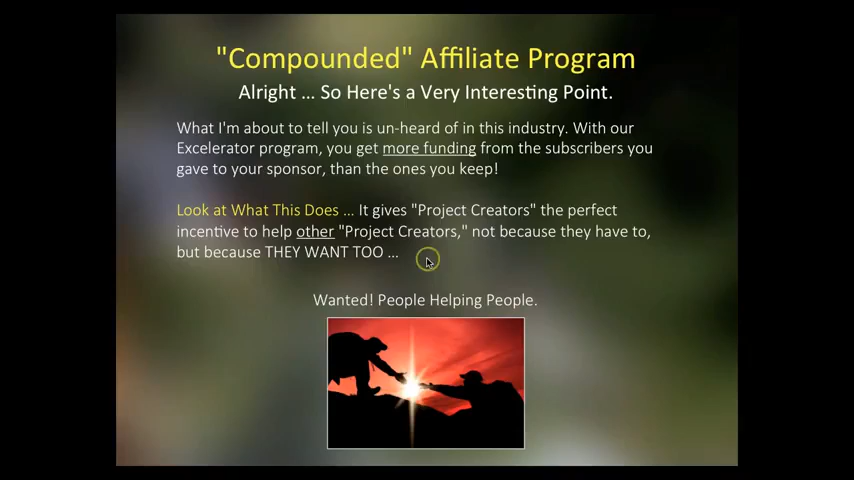 "Compounded" Affiliate Program
Alright ... So Here's a Very Interesting Point.
What I'm about to tell you is un-heard of in this industry. With our
Excelerator program, you get more funding from the subscribers you
gave to your sponsor, than the ones you keep!
Look at What This Does ... It gives "Project Creators" the perfect
incentive to help other "Project Creators," not because they have to,
but because THEY WANT TOO ...
Wanted! People Helping People.